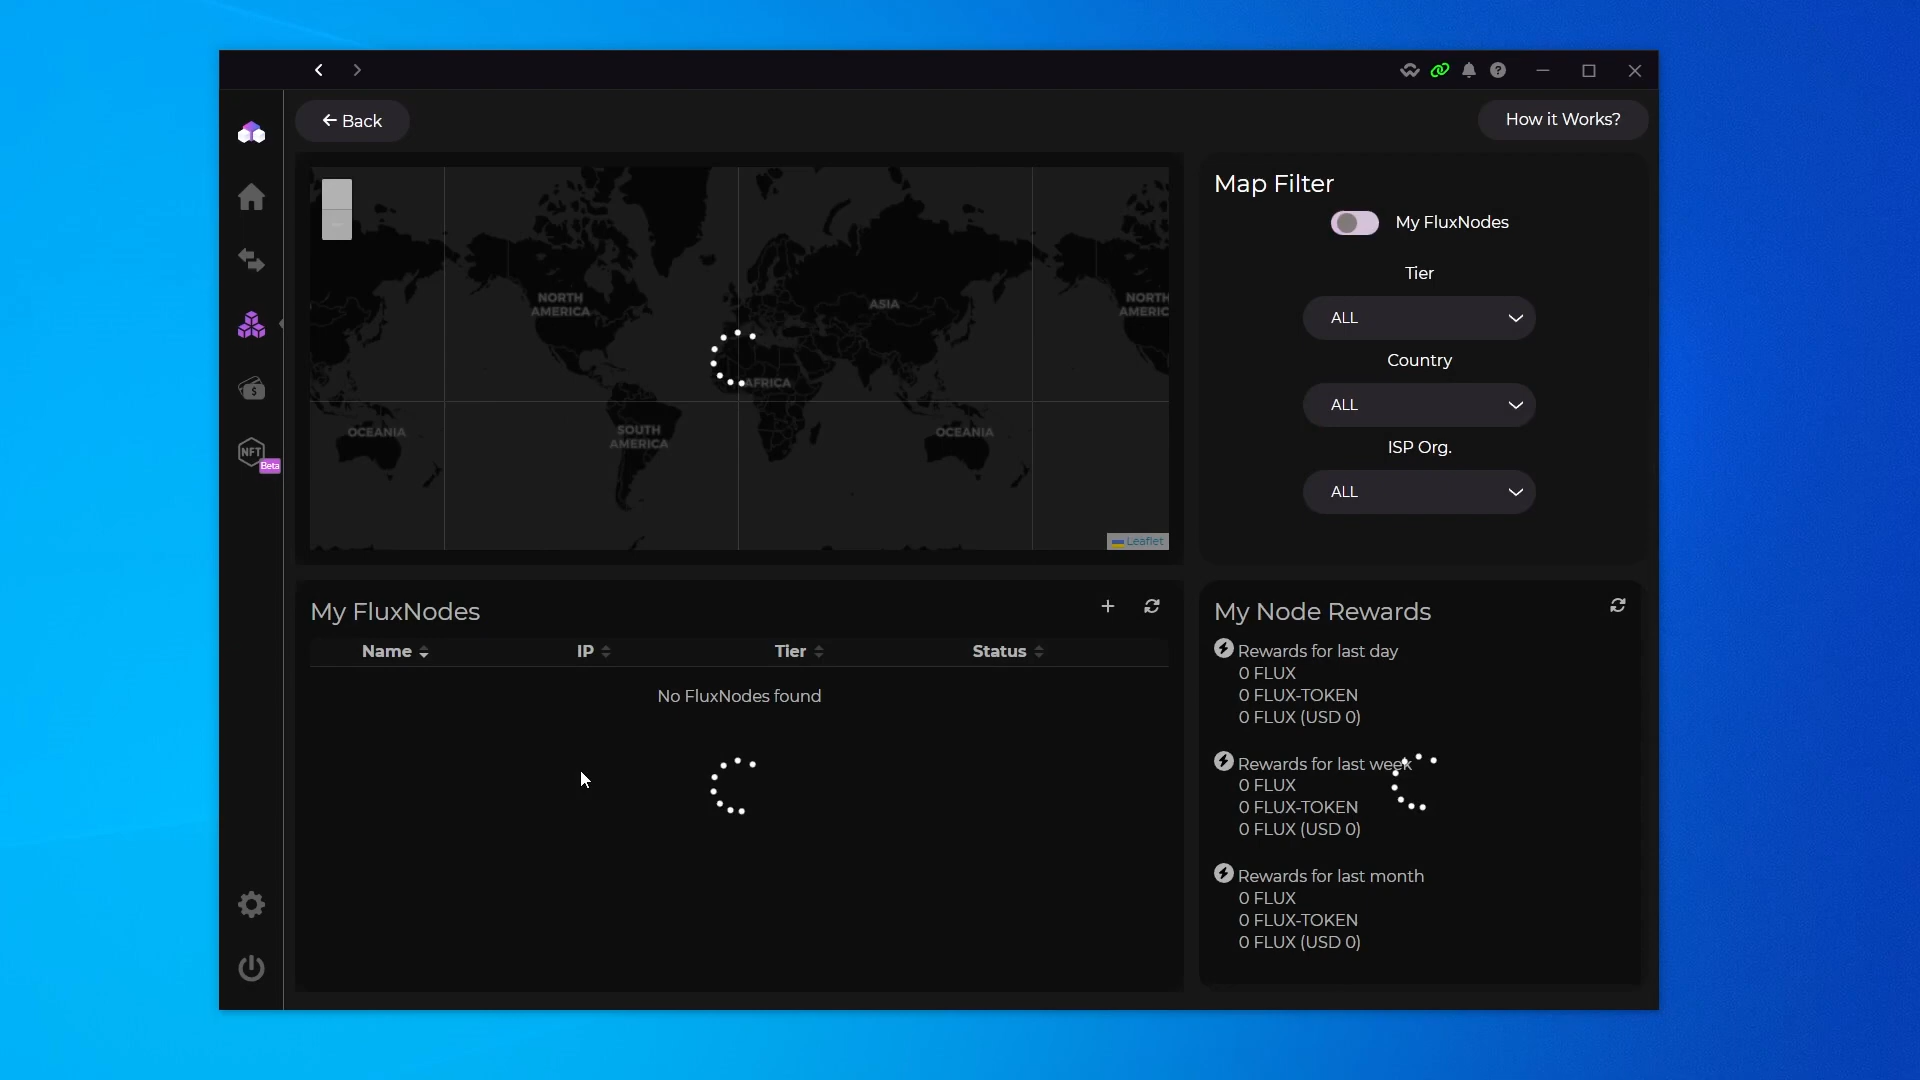 Back
How it Works?
NORTH
AMERICA
ASIA
NORTH
AMERIC
AFRICA
OCEANIA
SOUTH
AMERICA
OCEANIA
Leaflet
Map Filter
My FluxNodes
Tier
ALL
Country
ALL
ISP Org.
ALL
NFT
Beta
My FluxNodes
Name IP Tier Status
No FluxNodes found
My Node Rewards
Rewards for last day
0 FLUX
0 FLUX-TOKEN
0 FLUX (USD 0)
Rewards for last week
0 FLUX
0 FLUX-TOKEN
0 FLUX (USD 0)
Rewards for last month
0 FLUX
0 FLUX-TOKEN
0 FLUX (USD 0)